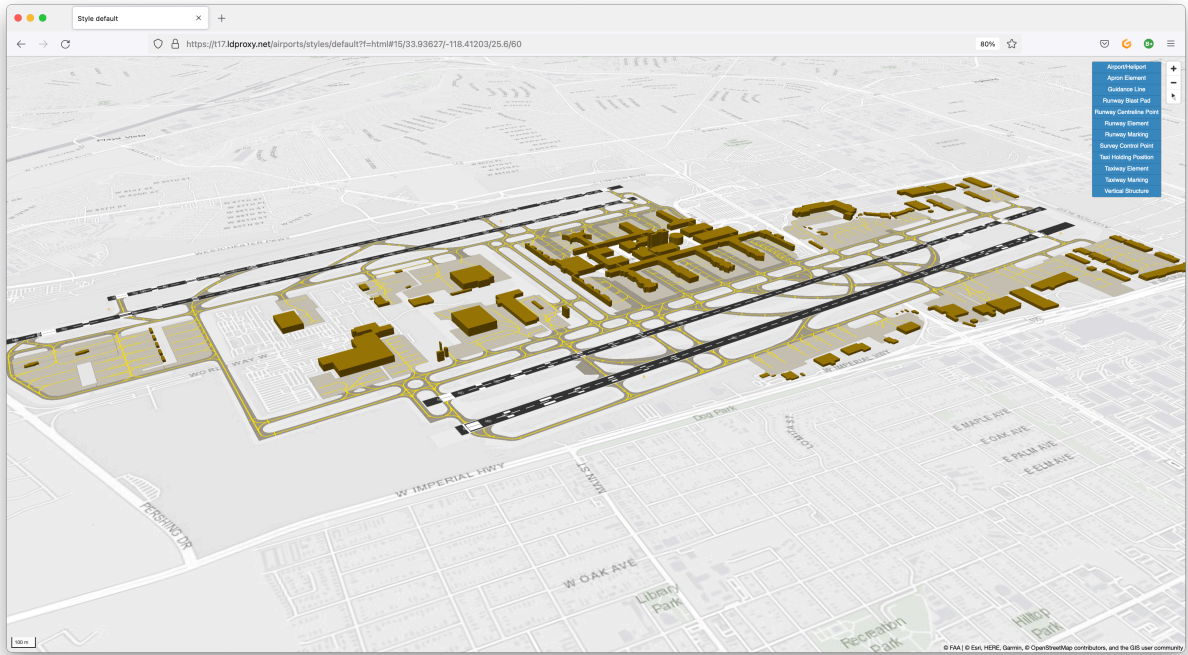 Style default
https://t17.ldproxy.net/airports/styles/default?f=html#15/33.93627/-118.41203/25.6/60
80%
Airport/Heliport
Apron Element
Guidance Line
Runway Blast Pad
Runway Centreline Point
Runway Element
Runway Marking
Survey Control Point
Taxi Holding Position
Taxiway Element
Taxiway Marking
Vertical Structure
W IMPERIAL HWY
Dog Park
W IMPERIAL HWY
MAIN ST
PERSHING DR
E MAPLE AVE
E OAK AVE
E PALM AVE
E ELM AVE
W OAK AVE
Library
Park
Recreation
Park
Hilltop
Park
100 m
© FAA | © Esri, HERE, Garmin, © OpenStreetMap contributors, and the GIS user community